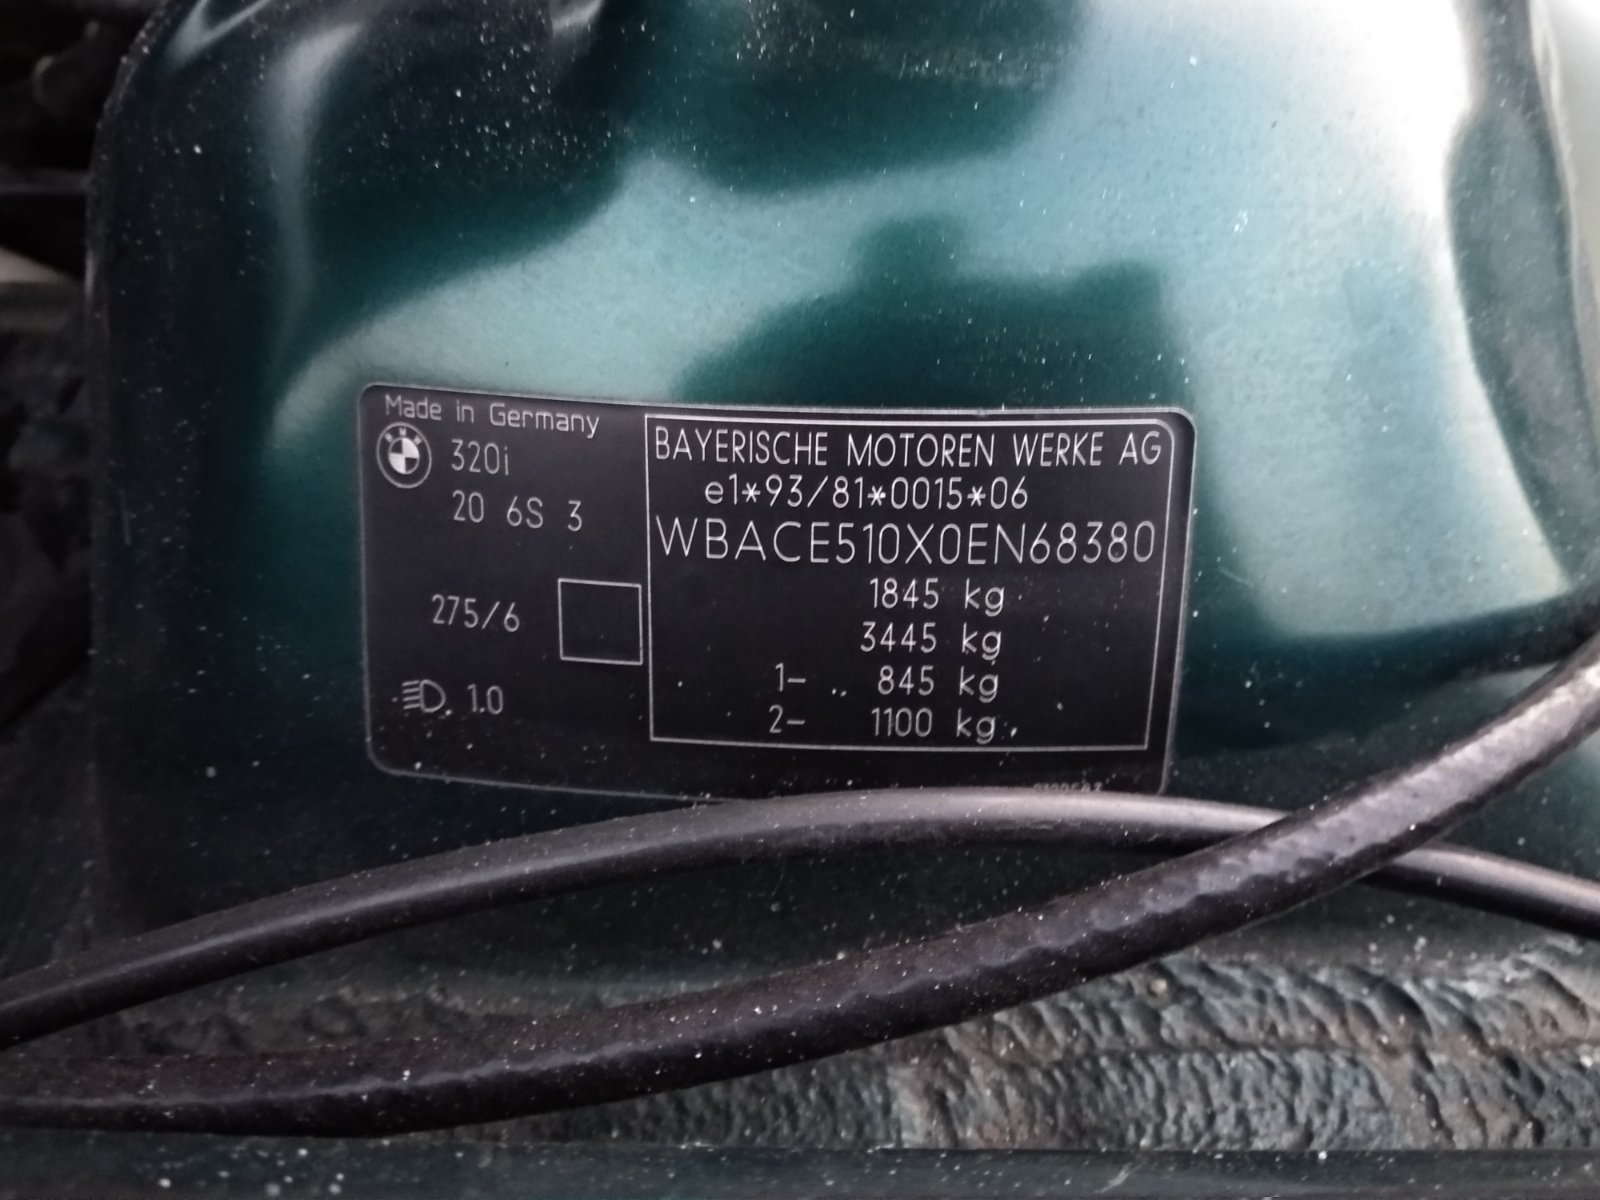 Made in Germany
BMW
320i
20 6S 3
275/6
1.0
BAYERISCHE MOTOREN WERKE AG
e1*93/81*0015*06
WBACE510X0EN68380
1845 kg
3445 kg
1- 845 kg
2- 1100 kg